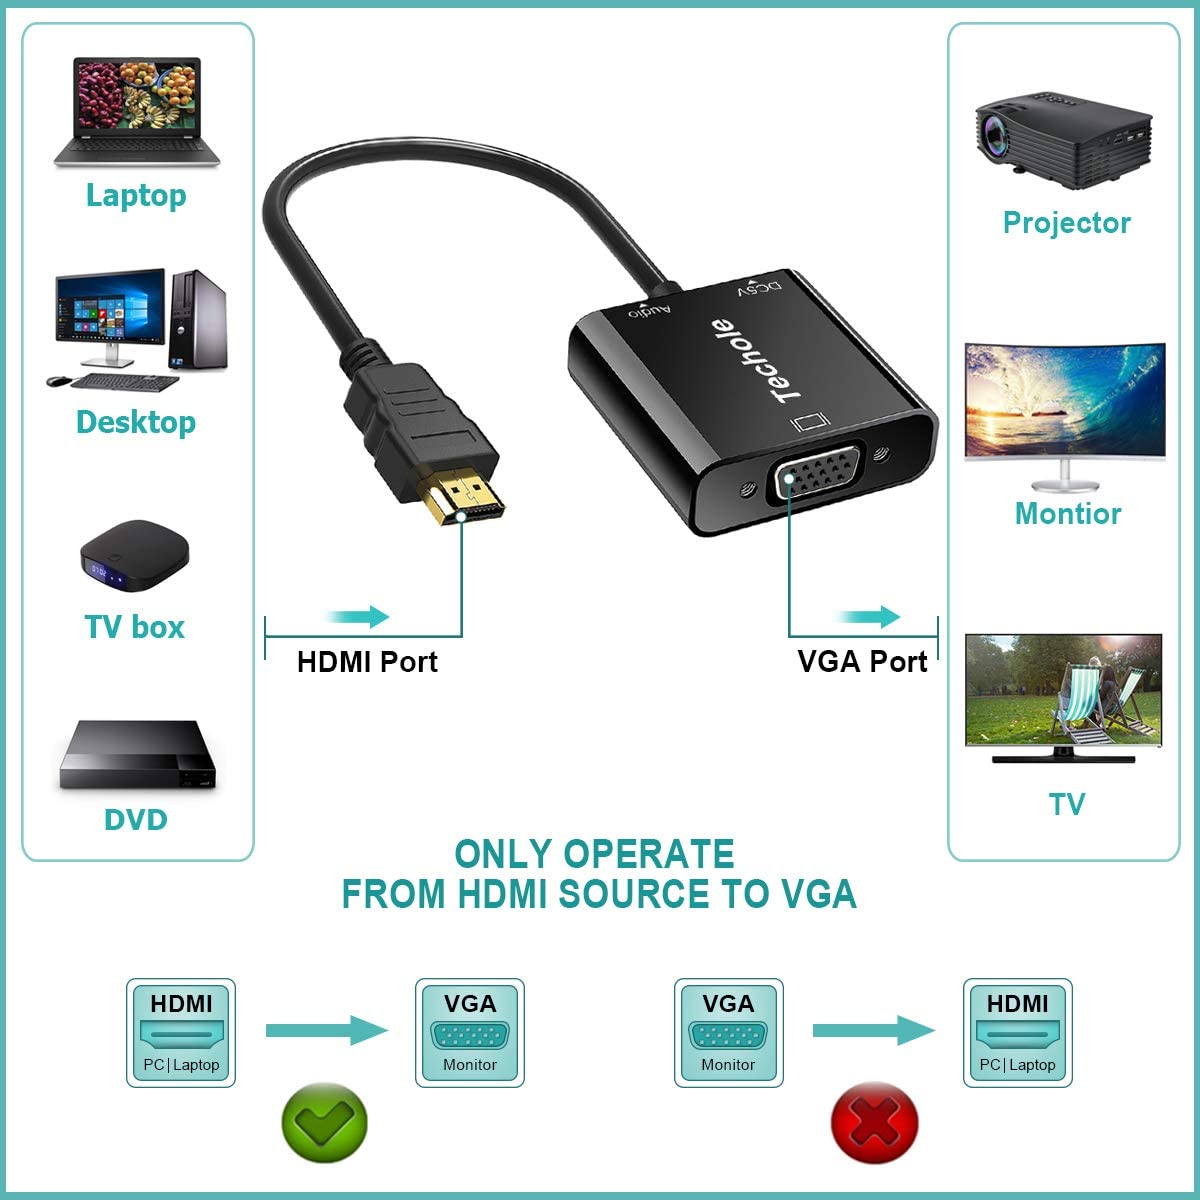 Laptop
Desktop
TV box
DVD
DC5V
Audio
Techole
HDMI Port
VGA Port
Projector
Montior
TV
ONLY OPERATE
FROM HDMI SOURCE TO VGA
HDMI
PC|Laptop
VGA
Monitor
VGA
Monitor
HDMI
PC|Laptop